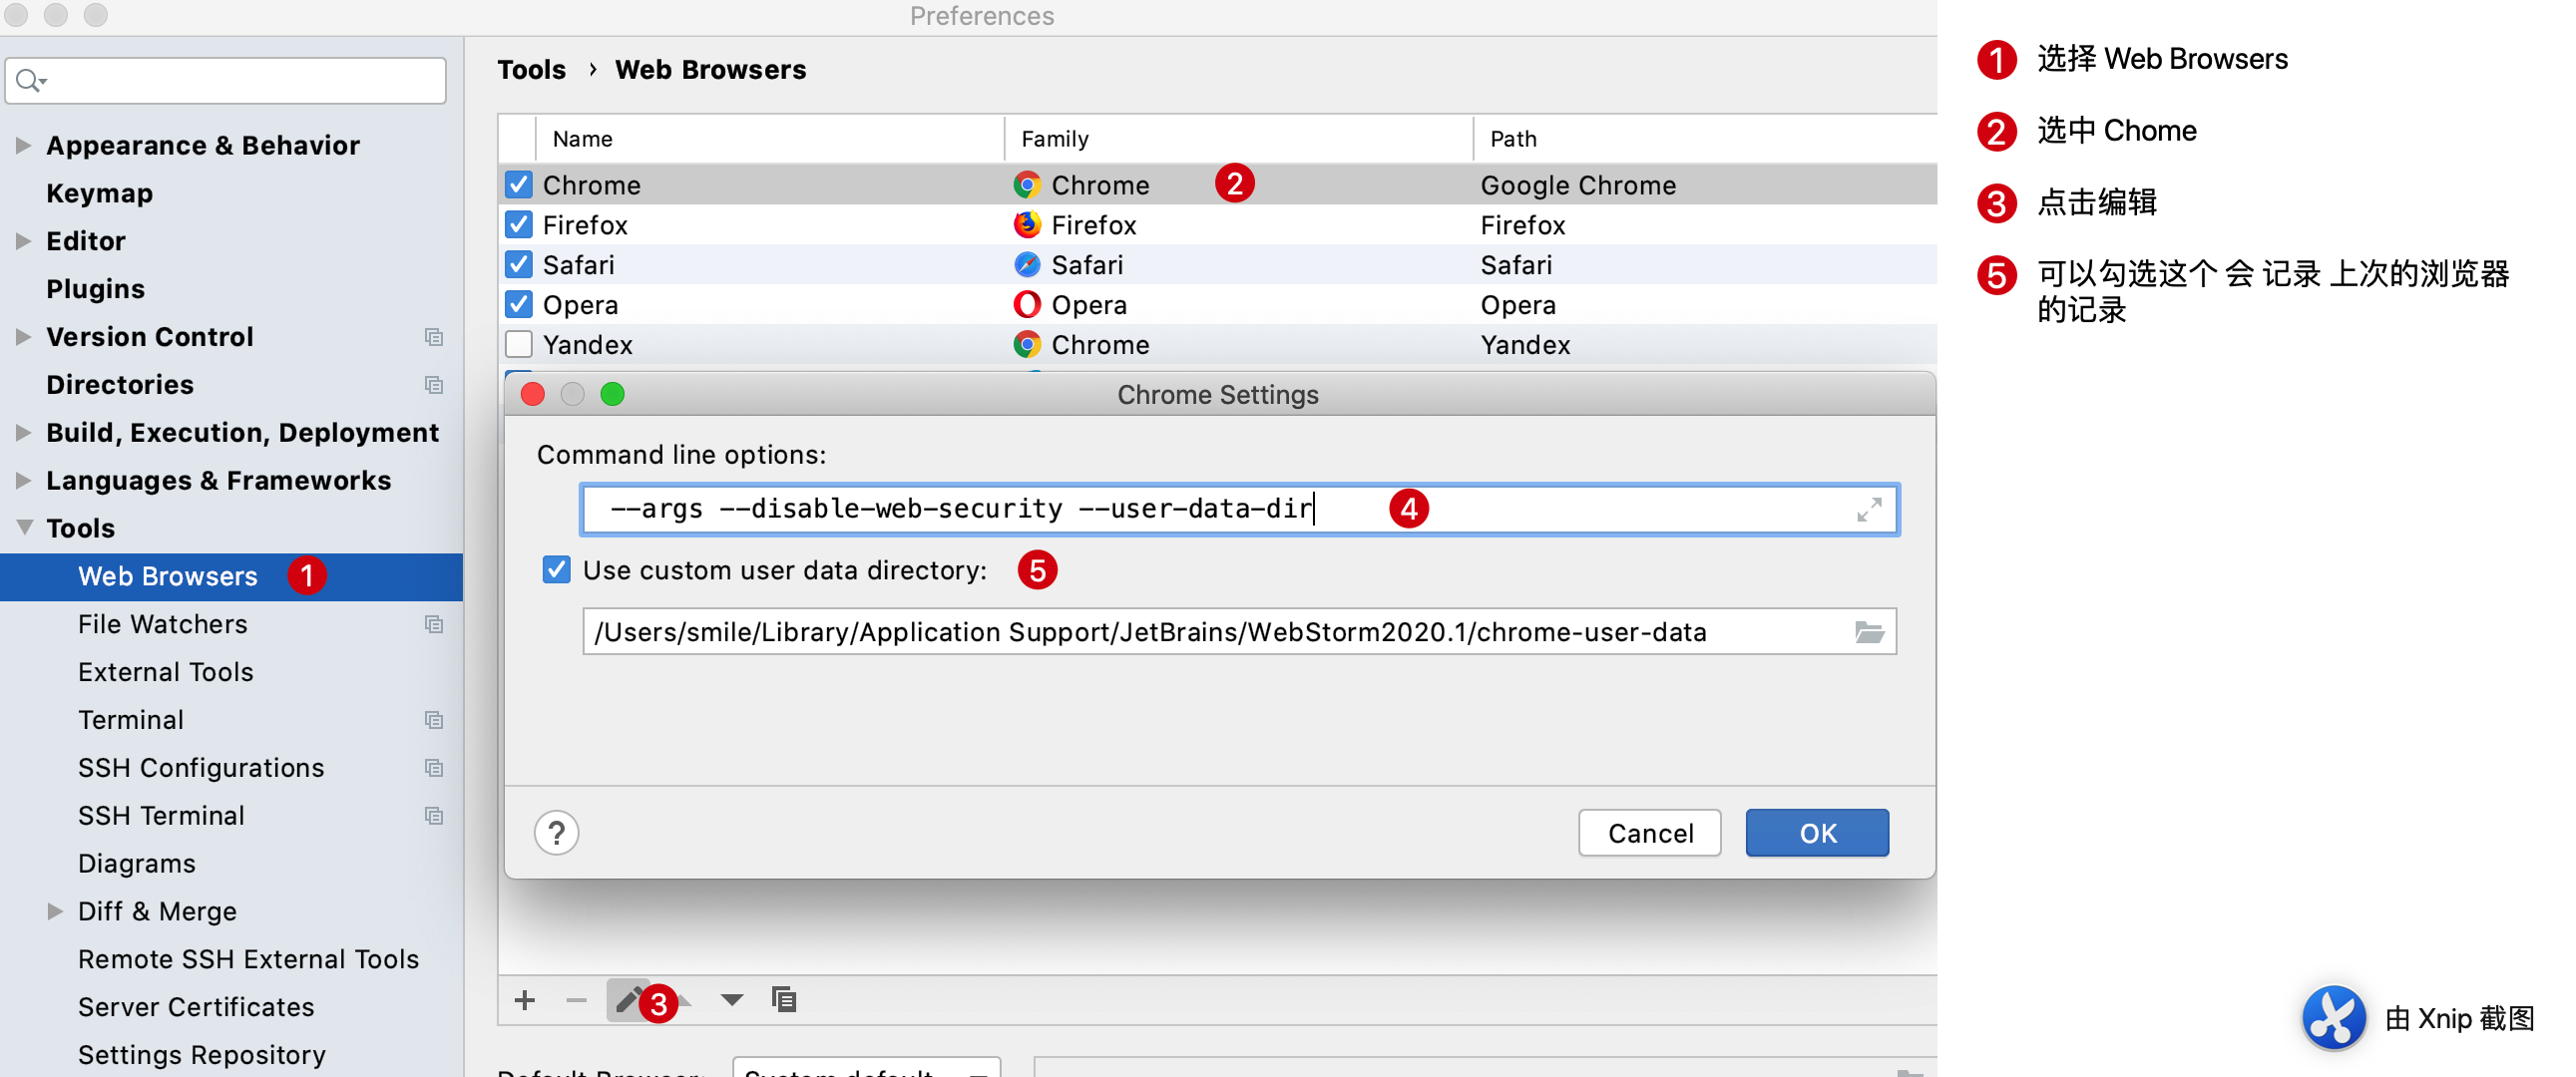 Preferences
Tools › Web Browsers
Appearance & Behavior
Keymap
Editor
Plugins
Version Control
Directories
Build, Execution, Deployment
Languages & Frameworks
Tools
Web Browsers 1
File Watchers
External Tools
Terminal
SSH Configurations
SSH Terminal
Diagrams
Diff & Merge
Remote SSH External Tools
Server Certificates
Settings Repository
Name Family Path
Chrome Chrome 2 Google Chrome
Firefox Firefox Firefox
Safari Safari Safari
Opera Opera Opera
Yandex Chrome Yandex
Chrome Settings
Command line options:
--args --disable-web-security --user-data-dir 4
Use custom user data directory: 5
/Users/smile/Library/Application Support/JetBrains/WebStorm2020.1/chrome-user-data
? Cancel OK
3
Default Browser: System default
1 选择 Web Browsers
2 选中 Chome
3 点击编辑
5 可以勾选这个 会 记录 上次的浏览器
的记录
由 Xnip 截图